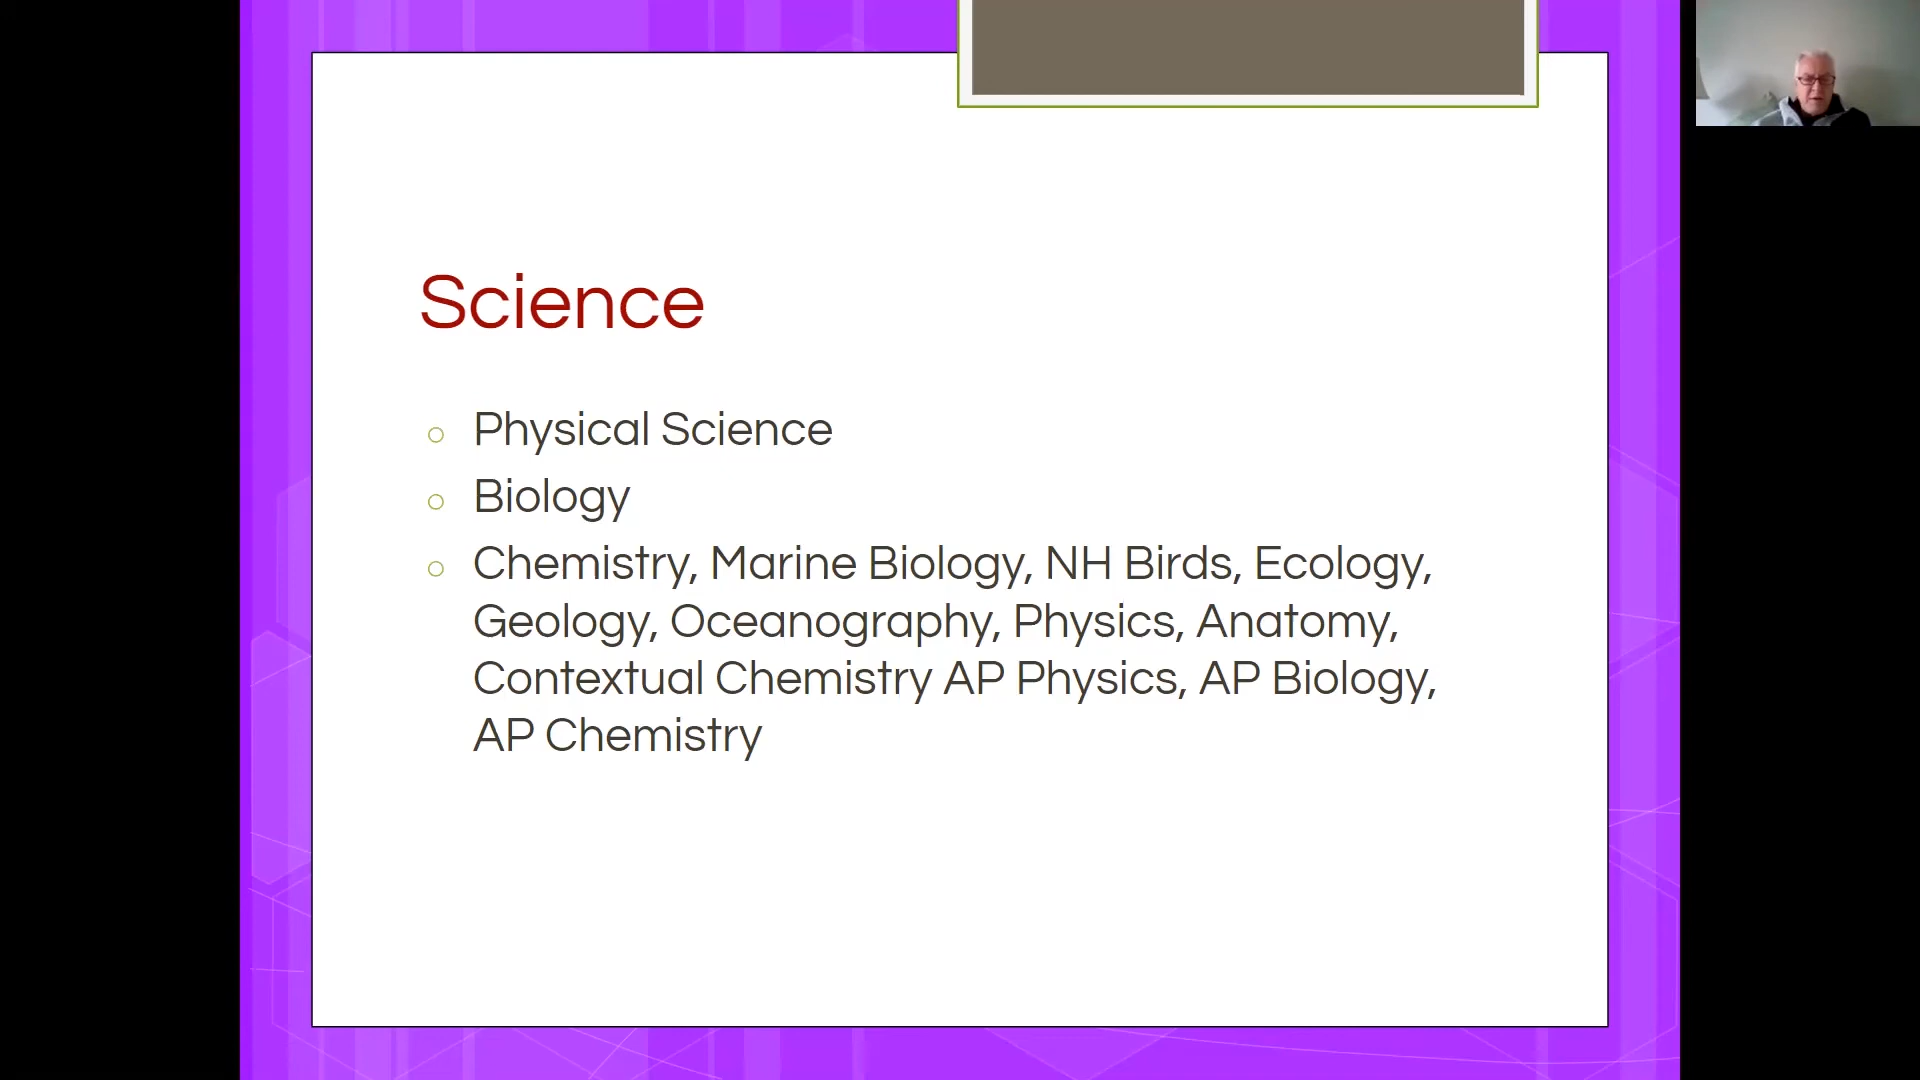 Science
Physical Science
Biology
Chemistry, Marine Biology, NH Birds, Ecology,
Geology, Oceanography, Physics, Anatomy,
Contextual Chemistry AP Physics, AP Biology,
AP Chemistry